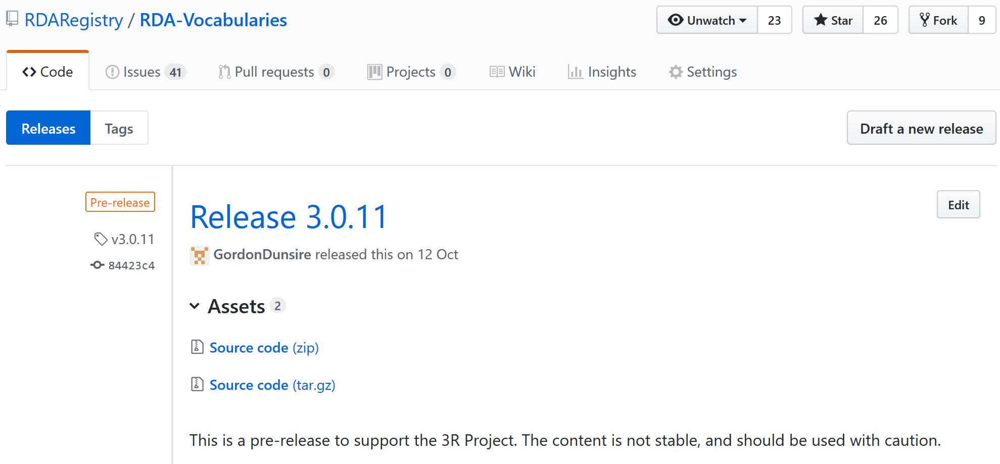 RDARegistry / RDA-Vocabularies
Unwatch 23 Star 26 Fork 9
Code Issues 41 Pull requests 0 Projects 0 Wiki Insights Settings
Releases Tags Draft a new release
Pre-release
v3.0.11
84423c4
Release 3.0.11
Edit
GordonDunsire released this on 12 Oct
Assets 2
Source code (zip)
Source code (tar.gz)
This is a pre-release to support the 3R Project. The content is not stable, and should be used with caution.